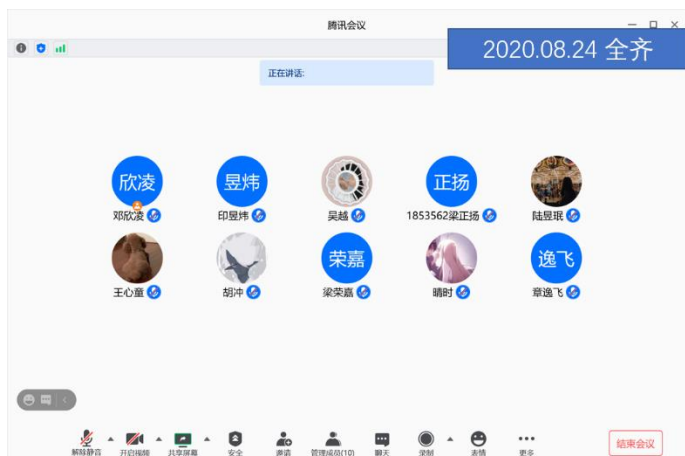 腾讯会议
2020.08.24 全齐
正在讲话:
欣凌 昱炜 正扬
邓欣凌 印昱炜 吴越 1853562梁正扬 陆昱珉
荣嘉 逸飞
王心童 胡冲 梁荣嘉 晴时 章逸飞
解除静音 开启视频 共享屏幕 安全 邀请 管理成员(10) 聊天 录制 表情 更多 结束会议